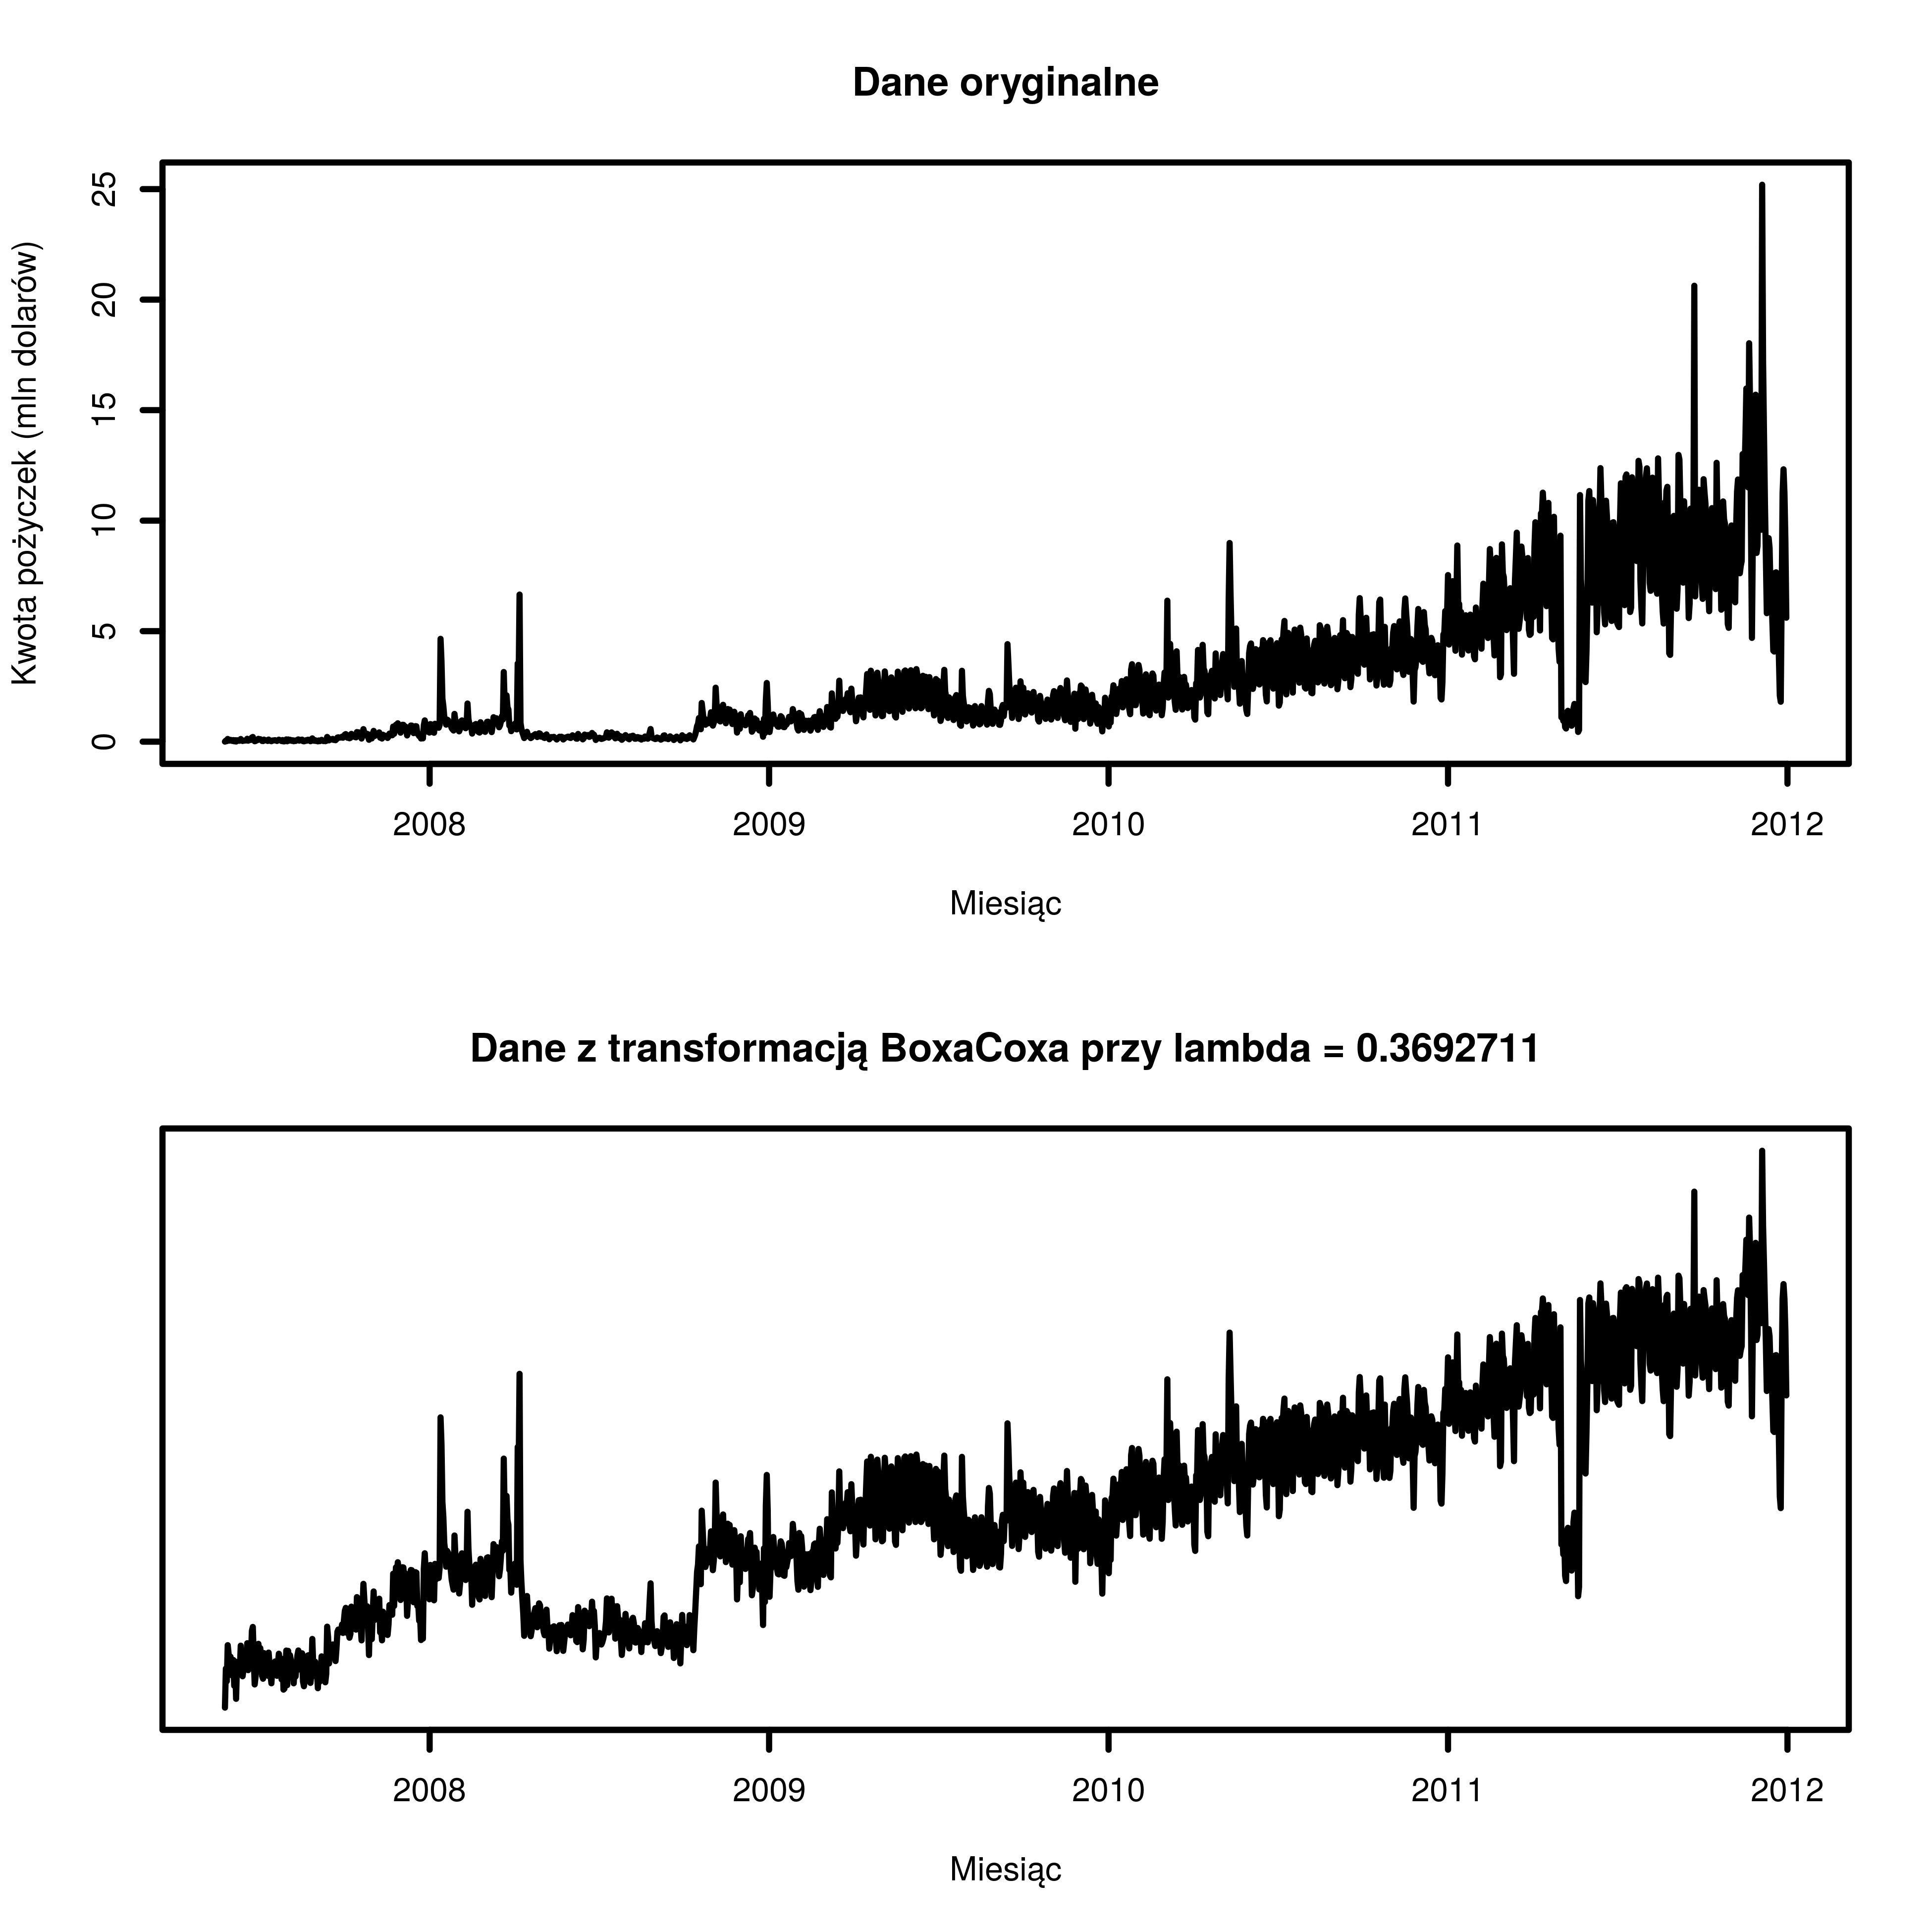 Dane oryginalne
Kwota pożyczek (mln dolarów)
25
20
15
10
5
0
2008 2009 2010 2011 2012
Miesiąc
Dane z transformacją BoxaCoxa przy lambda = 0.3692711
2008 2009 2010 2011 2012
Miesiąc